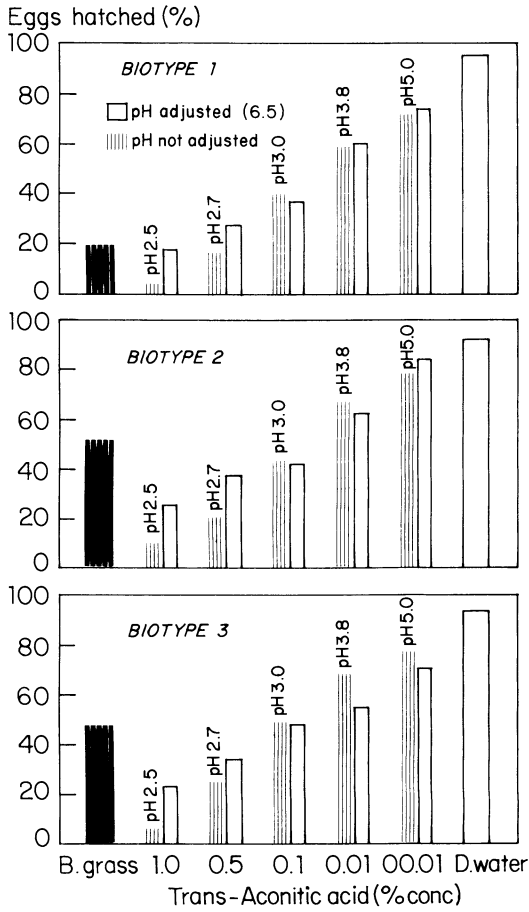 Eggs hatched (%)
100
80
60
40
20
0
BIOTYPE 1
pH adjusted (6.5)
pH not adjusted
pH2.5
pH2.7
pH3.0
pH3.8
pH5.0
100
80
60
40
20
0
BIOTYPE 2
pH2.5
pH2.7
pH3.0
pH3.8
pH5.0
100
80
60
40
20
0
BIOTYPE 3
pH2.5
pH2.7
pH3.0
pH3.8
pH5.0
B. grass 1.0 0.5 0.1 0.01 00.01 D.water
Trans-Aconitic acid (% conc)